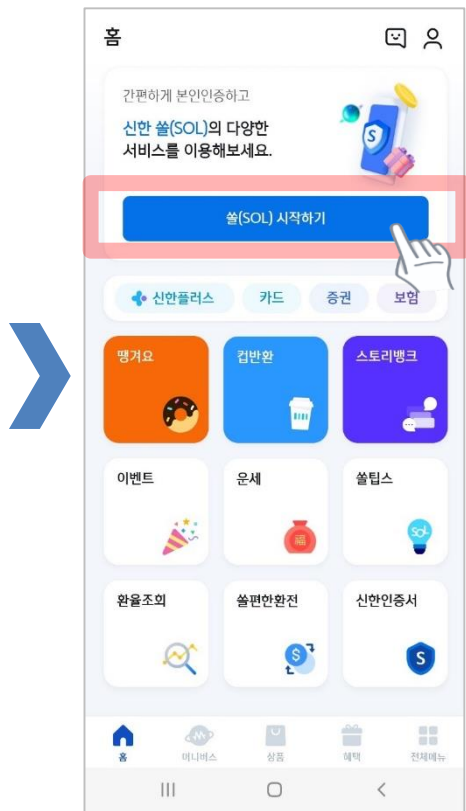 홈
간편하게 본인인증하고
신한 쏠(SOL)의 다양한
서비스를 이용해보세요.
S
쏠(SOL) 시작하기
신한플러스 카드 증권 보험
땡겨요 컵반환 스토리뱅크
이벤트 운세 쏠팁스
福
SOL
환율조회 쏠편한환전 신한인증서
S
S
홈 미니버스 상품 혜택 전체메뉴